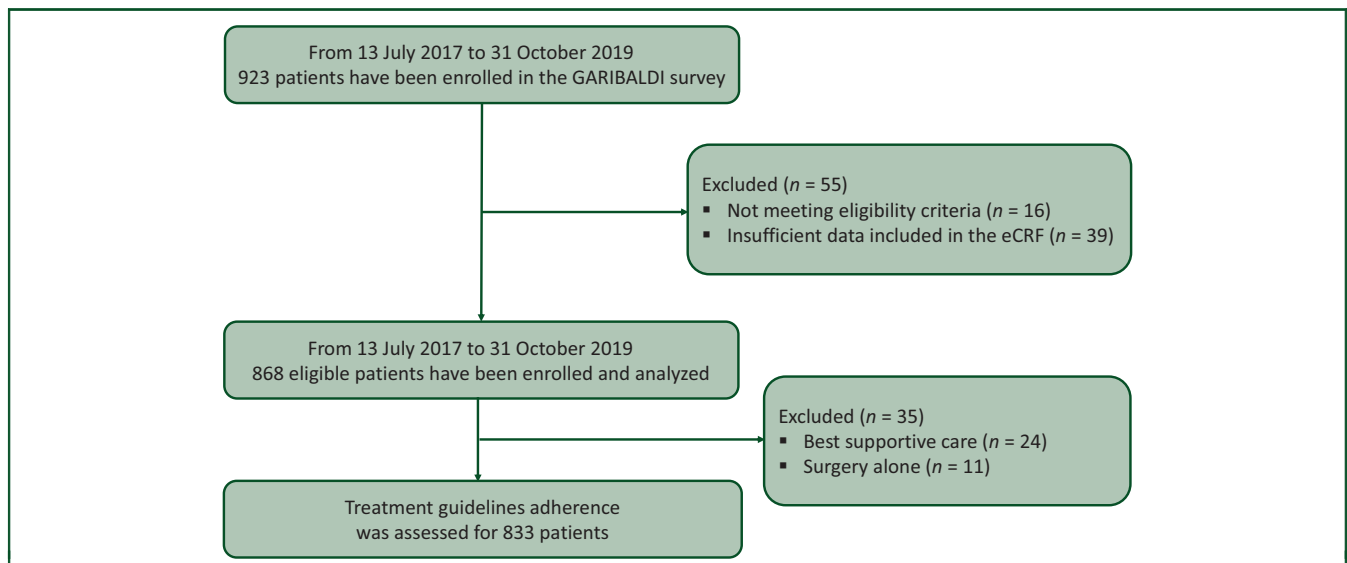 From 13 July 2017 to 31 October 2019
923 patients have been enrolled in the GARIBALDI survey
Excluded (n = 55)
▪ Not meeting eligibility criteria (n = 16)
▪ Insufficient data included in the eCRF (n = 39)
From 13 July 2017 to 31 October 2019
868 eligible patients have been enrolled and analyzed
Excluded (n = 35)
▪ Best supportive care (n = 24)
▪ Surgery alone (n = 11)
Treatment guidelines adherence
was assessed for 833 patients